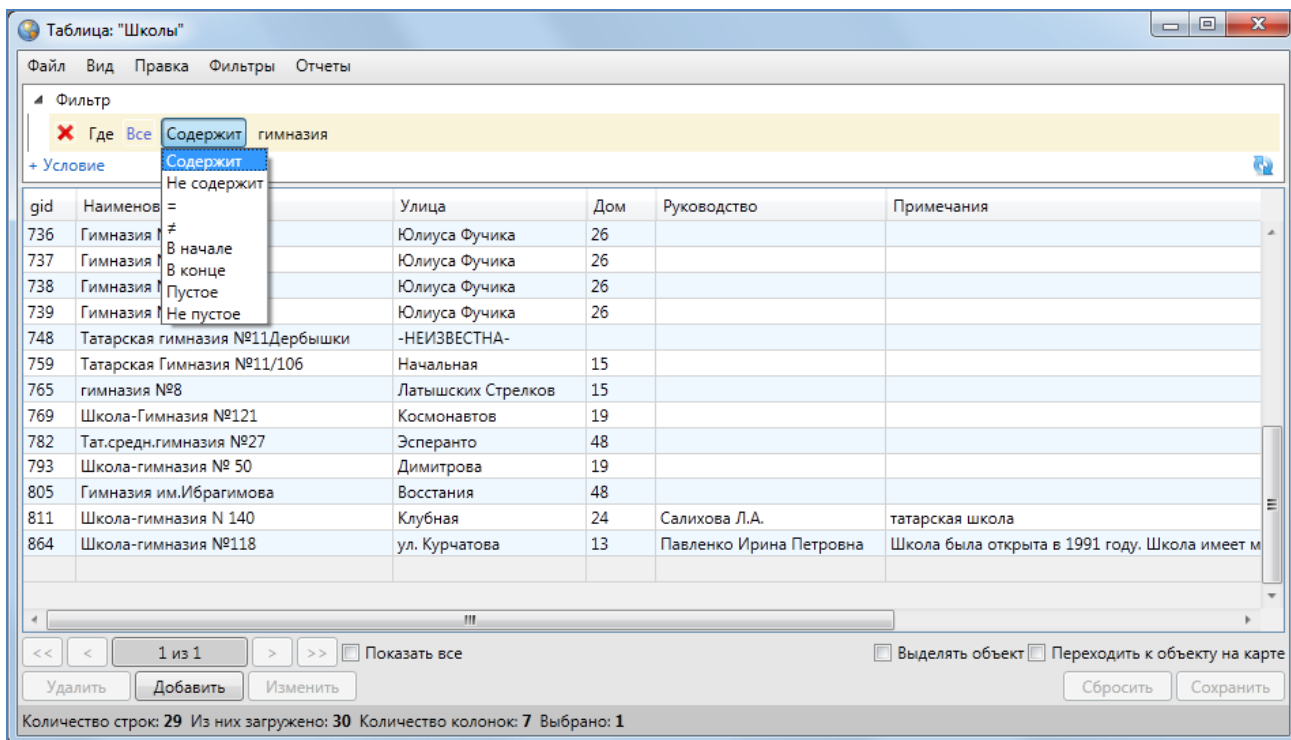 Таблица: "Школы"
Файл Вид Правка Фильтры Отчеты
Фильтр
Где Все Содержит гимназия
+ Условие
Содержит
Не содержит
=
≠
В начале
В конце
Пустое
Не пустое
gid Наименов Улица Дом Руководство Примечания
736 Гимназия Юлиуса Фучика 26
737 Гимназия Юлиуса Фучика 26
738 Гимназия Юлиуса Фучика 26
739 Гимназия Юлиуса Фучика 26
748 Татарская гимназия №11Дербышки -НЕИЗВЕСТНА-
759 Татарская Гимназия №11/106 Начальная 15
765 гимназия №8 Латышских Стрелков 15
769 Школа-Гимназия №121 Космонавтов 19
782 Тат.средн.гимназия №27 Эсперанто 48
793 Школа-гимназия № 50 Димитрова 19
805 Гимназия им.Ибрагимова Восстания 48
811 Школа-гимназия N 140 Клубная 24 Салихова Л.А. татарская школа
864 Школа-гимназия №118 ул. Курчатова 13 Павленко Ирина Петровна Школа была открыта в 1991 году. Школа имеет м
<< < 1 из 1 > >> Показать все Выделять объект Переходить к объекту на карте
Удалить Добавить Изменить Сбросить Сохранить
Количество строк: 29 Из них загружено: 30 Количество колонок: 7 Выбрано: 1